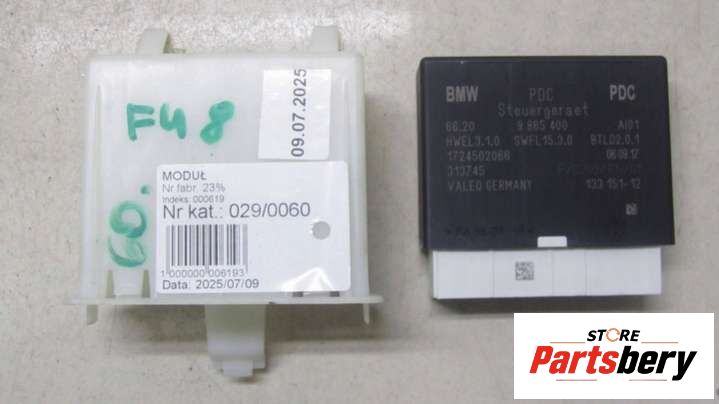 F48
60.
09.07.2025
MODUŁ
Nr fabr. 23%
Indeks: 000619
Nr kat.: 029/0060
1 000000 006193
Data: 2025/07/09
BMW PDC PDC
Steuergeraet
66.20 9 885 400 AI01
HWEL3.1.0 SWFL15.3.0 BTLD2.0.1
1724502066 06.09.17
313745
VALEO GERMANY 133 151-12
STORE
Partsbery